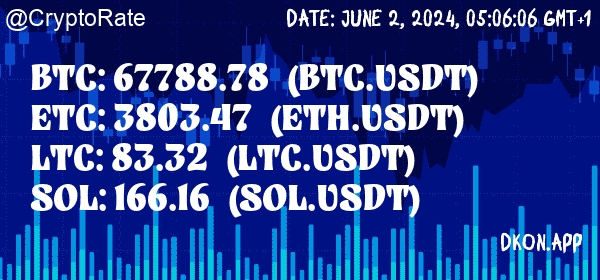 @CryptoRate
DATE: JUNE 2, 2024, 05:06:06 GMT+1
BTC: 67788.78 (BTC.USDT)
ETC: 3803.47 (ETH.USDT)
LTC: 83.32 (LTC.USDT)
SOL: 166.16 (SOL.USDT)
DKON.APP